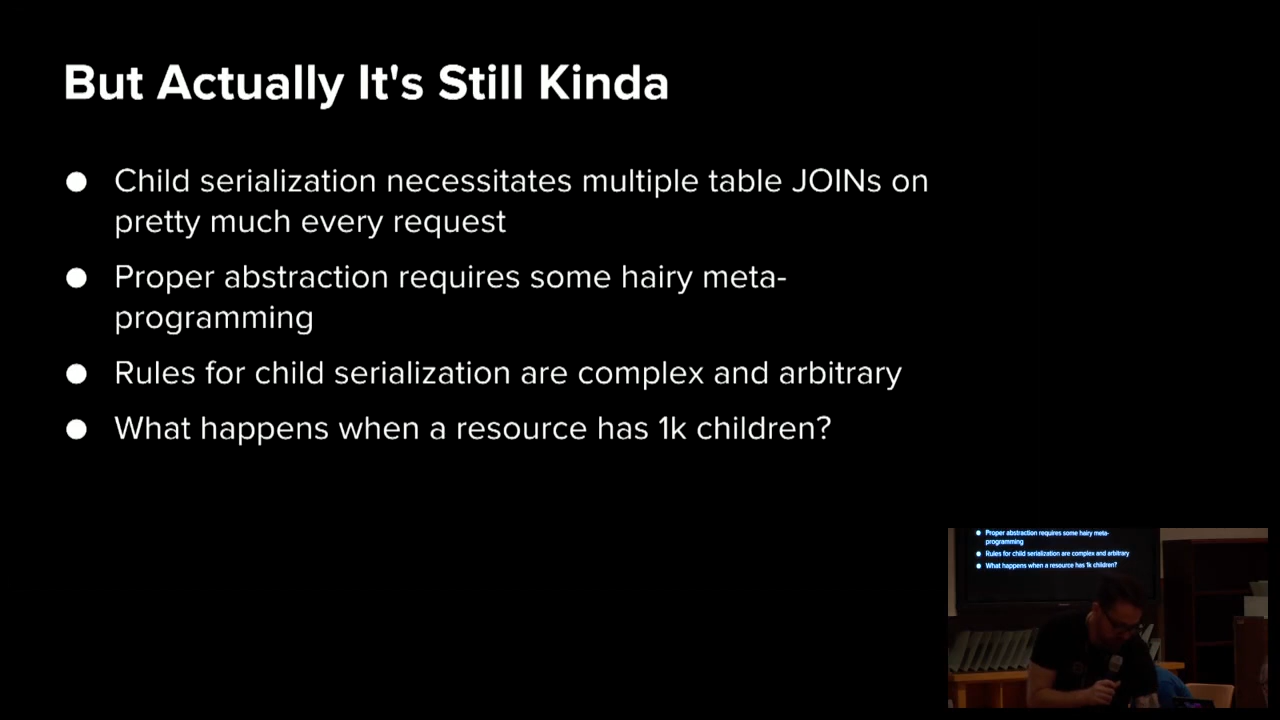 But Actually It's Still Kinda
● Child serialization necessitates multiple table JOINs on
pretty much every request
● Proper abstraction requires some hairy meta-
programming
● Rules for child serialization are complex and arbitrary
● What happens when a resource has 1k children?
● Proper abstraction requires some hairy meta-
programming
● Rules for child serialization are complex and arbitrary
● What happens when a resource has 1k children?